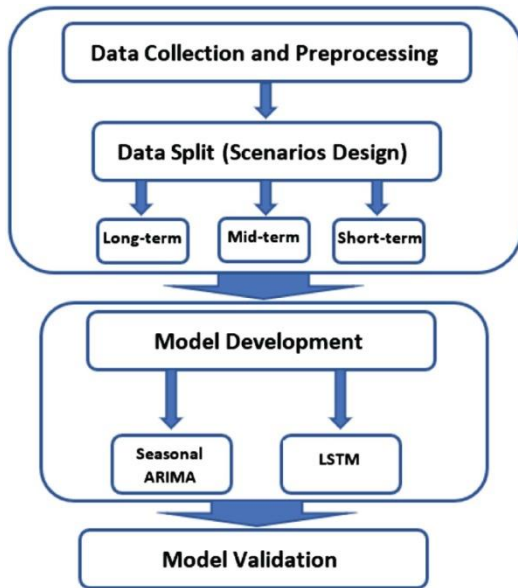 Data Collection and Preprocessing
Data Split (Scenarios Design)
Long-term
Mid-term
Short-term
Model Development
Seasonal
ARIMA
LSTM
Model Validation